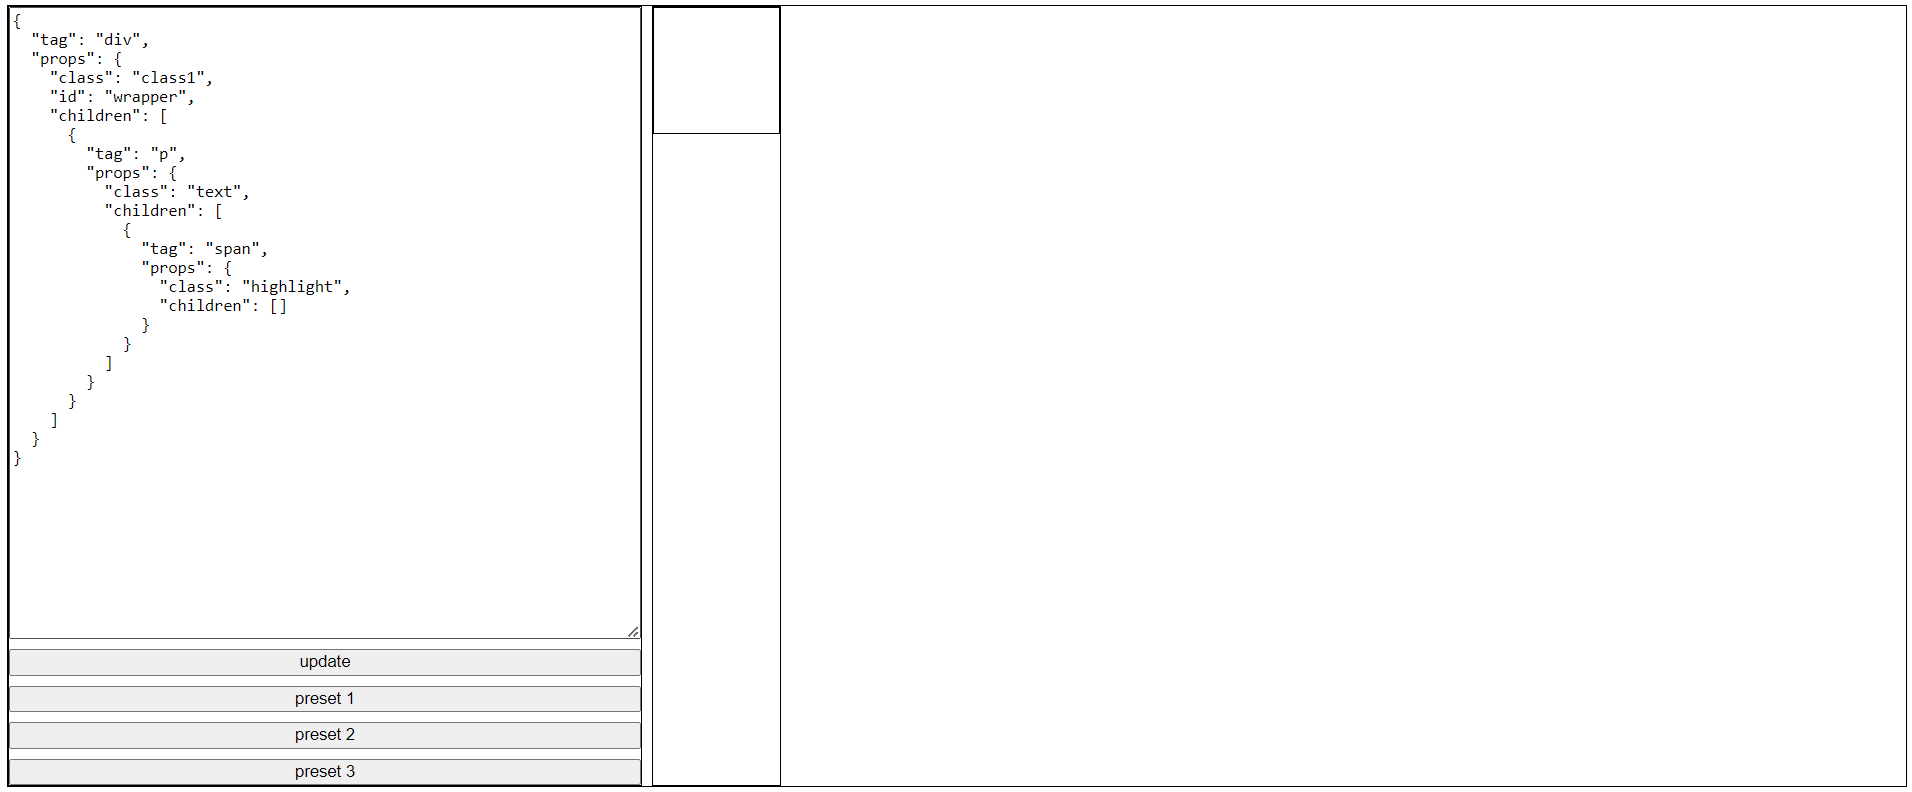 {
  "tag": "div",
  "props": {
    "class": "class1",
    "id": "wrapper",
    "children": [
      {
        "tag": "p",
        "props": {
          "class": "text",
          "children": [
            {
              "tag": "span",
              "props": {
                "class": "highlight",
                "children": []
              }
            }
          ]
        }
      }
    ]
  }
}
update
preset 1
preset 2
preset 3